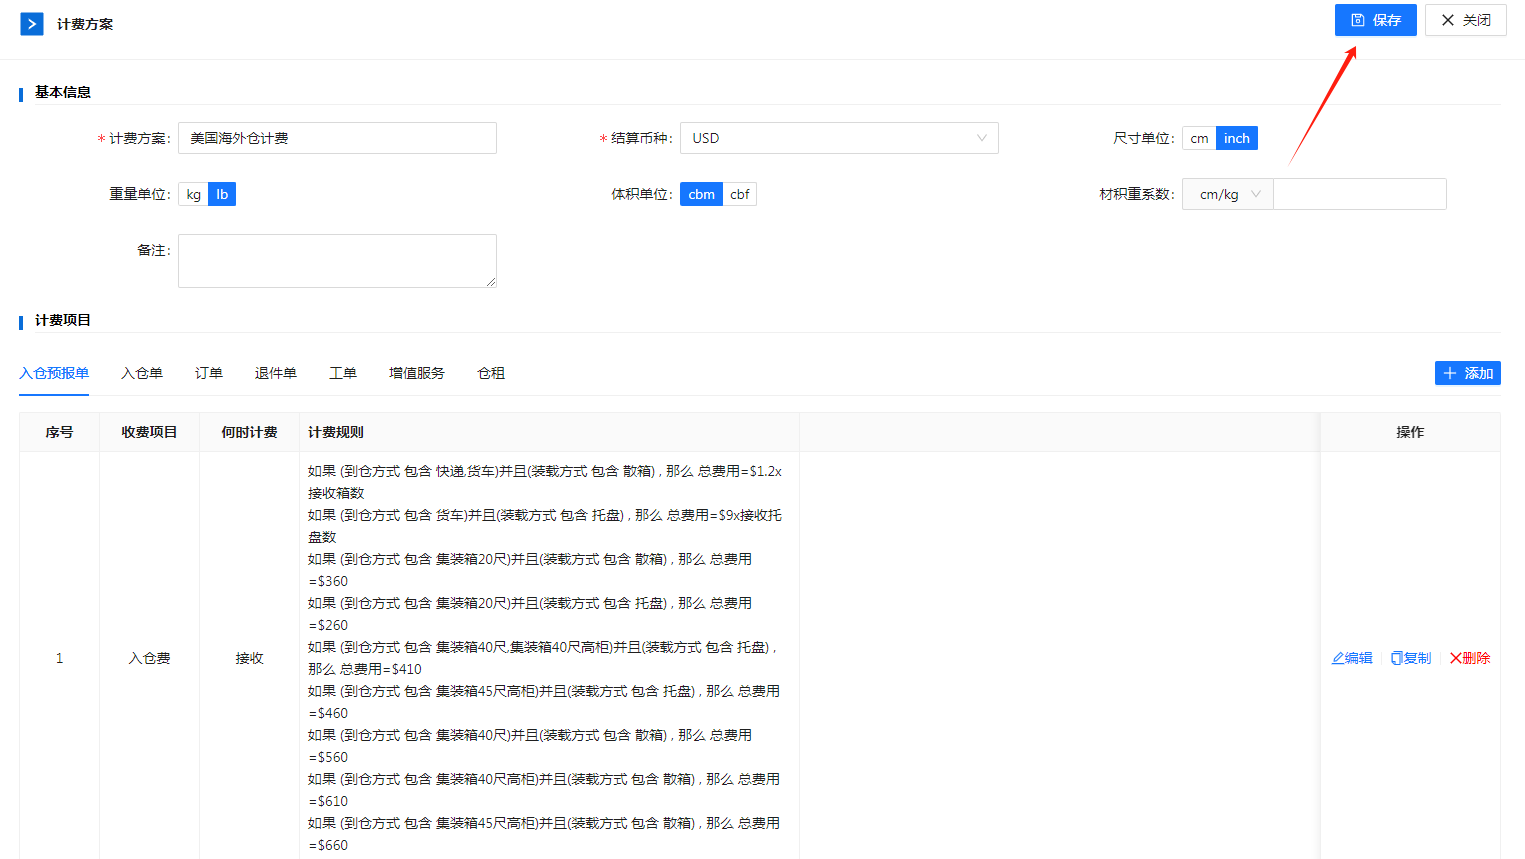 计费方案
保存
关闭
基本信息
* 计费方案:
美国海外仓计费
* 结算币种:
USD
尺寸单位:
cm inch
重量单位:
kg lb
体积单位:
cbm cbf
材积重系数:
cm/kg
备注:
计费项目
入仓预报单 入仓单 订单 退件单 工单 增值服务 仓租
添加
序号 收费项目 何时计费 计费规则 操作
如果 (到仓方式 包含 快递,货车)并且(装载方式 包含 散箱) , 那么 总费用=$1.2x
接收箱数
如果 (到仓方式 包含 货车)并且(装载方式 包含 托盘) , 那么 总费用=$9x接收托
盘数
如果 (到仓方式 包含 集装箱20尺)并且(装载方式 包含 散箱) , 那么 总费用
=$360
如果 (到仓方式 包含 集装箱20尺)并且(装载方式 包含 托盘) , 那么 总费用
=$260
如果 (到仓方式 包含 集装箱40尺,集装箱40尺高柜)并且(装载方式 包含 托盘) ,
那么 总费用=$410
如果 (到仓方式 包含 集装箱45尺高柜)并且(装载方式 包含 托盘) , 那么 总费用
=$460
如果 (到仓方式 包含 集装箱40尺)并且(装载方式 包含 散箱) , 那么 总费用
=$560
如果 (到仓方式 包含 集装箱40尺高柜)并且(装载方式 包含 散箱) , 那么 总费用
=$610
如果 (到仓方式 包含 集装箱45尺高柜)并且(装载方式 包含 散箱) , 那么 总费用
=$660
1 入仓费 接收
编辑 复制 删除